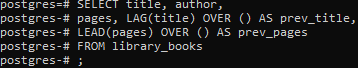 postgres=# SELECT title, author,
postgres-# pages, LAG(title) OVER () AS prev_title,
postgres-# LEAD(pages) OVER () AS prev_pages
postgres-# FROM library_books
postgres-# ;